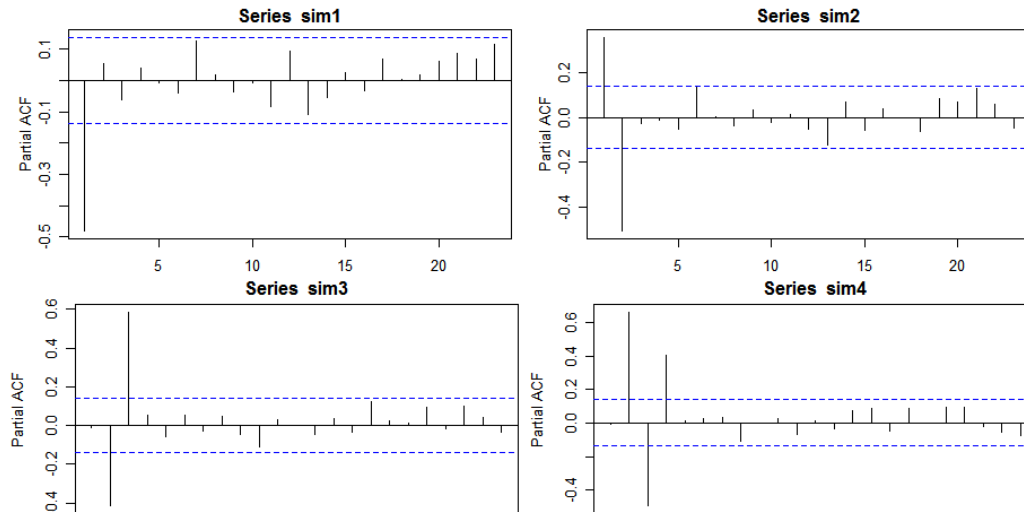 Series sim1
Partial ACF
0.1
-0.1
-0.3
-0.5
5 10 15 20
Series sim2
Partial ACF
0.2
0.0
-0.2
-0.4
5 10 15 20
Series sim3
Partial ACF
0.6
0.4
0.2
0.0
-0.2
0.4
Series sim4
Partial ACF
0.6
0.4
0.2
0.0
-0.4